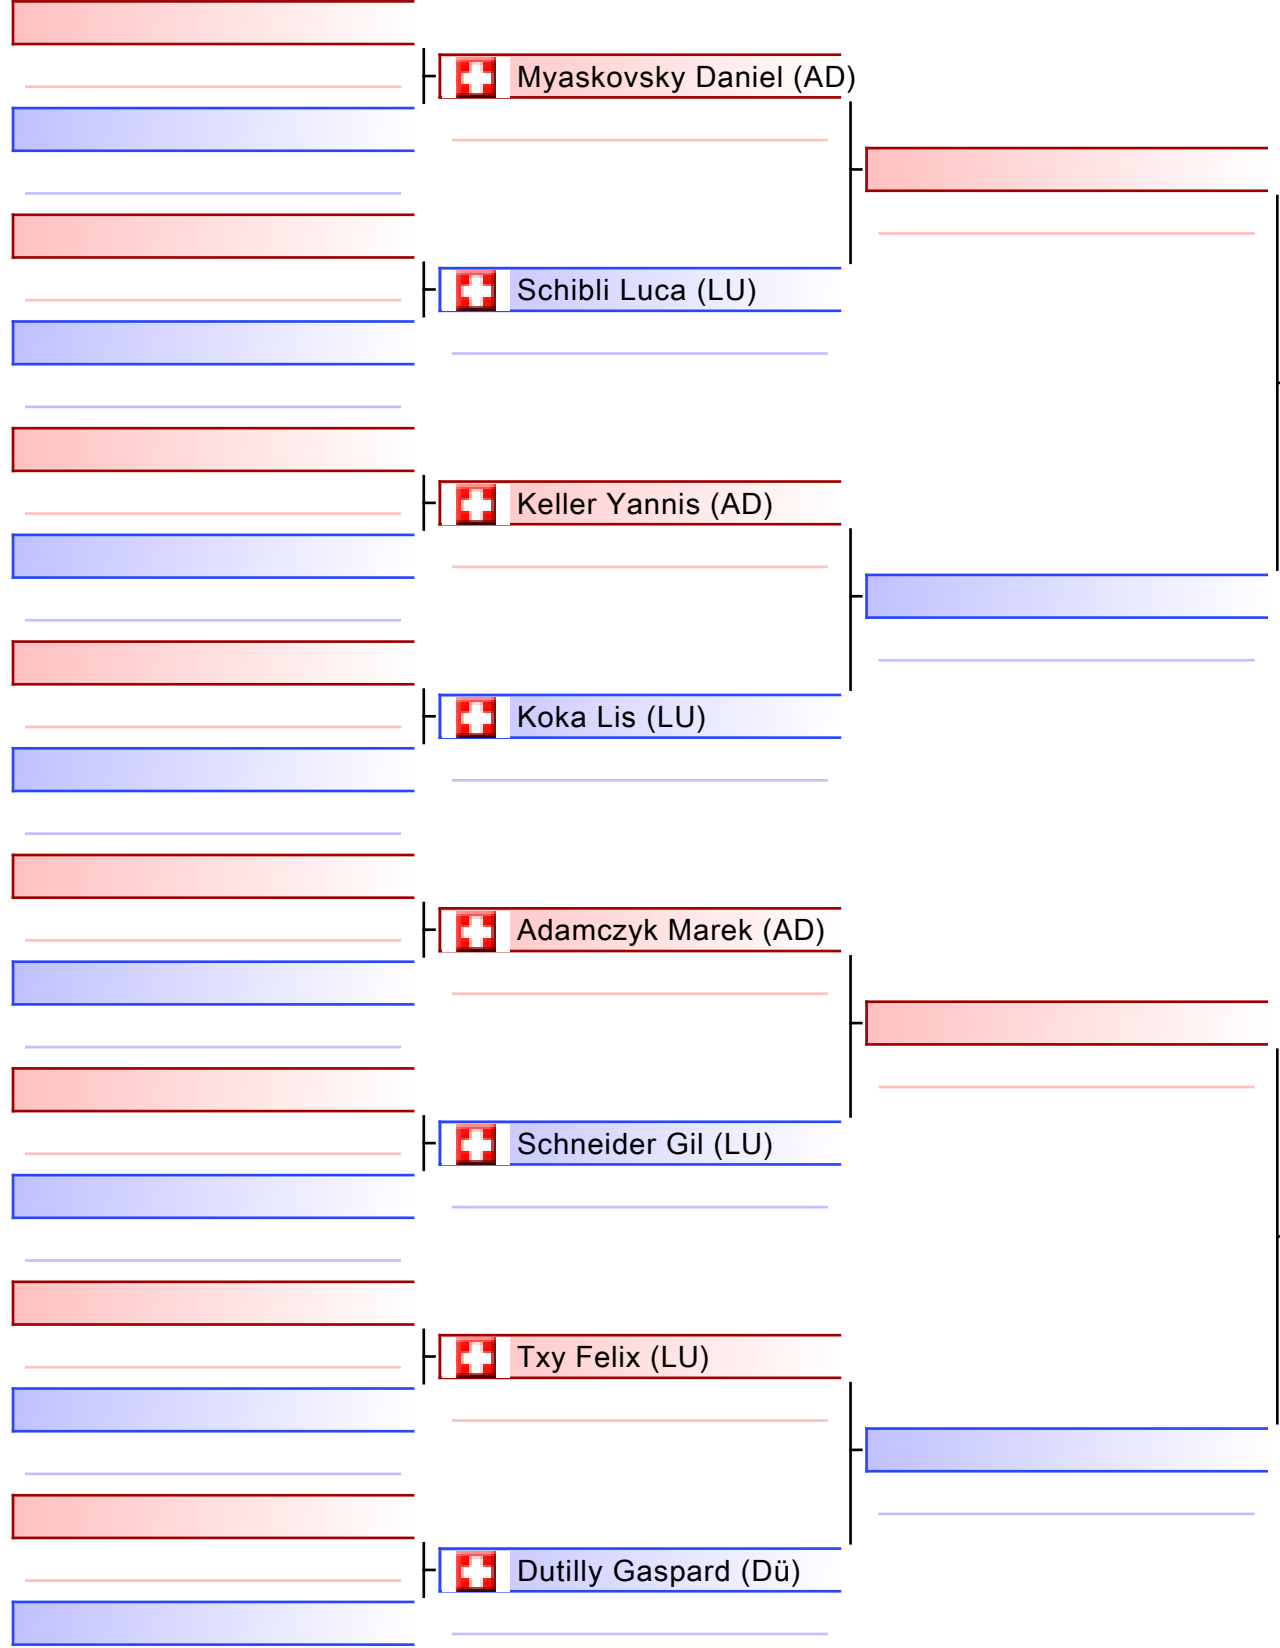 Myaskovsky Daniel (AD)
Schibli Luca (LU)
Keller Yannis (AD)
Koka Lis (LU)
Adamczyk Marek (AD)
Schneider Gil (LU)
Txy Felix (LU)
Dutilly Gaspard (Dü)